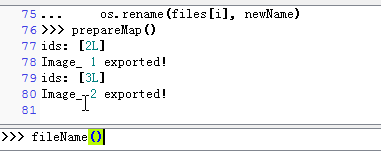 75 ...     os.rename(files[i], newName)
76 >>> prepareMap()
77 ids: [2L]
78 Image_ 1 exported!
79 ids: [3L]
80 Image_ 2 exported!
81
>>> fileName()